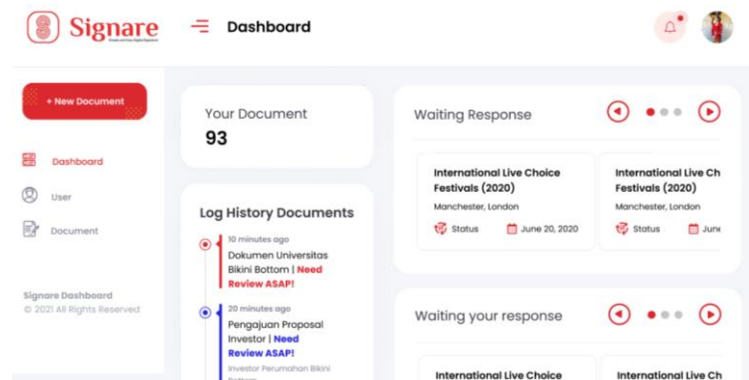 Signare
Dashboard
+ New Document
Dashboard
User
Document
Signare Dashboard
© 2021 All Rights Reserved
Your Document
93
Log History Documents
10 minutes ago
Dokumen Universitas
Bikini Bottom | Need
Review ASAP!
20 minutes ago
Pengajuan Proposal
Investor | Need
Review ASAP!
Investor Perumahan Bikini
Waiting Response
International Live Choice
Festivals (2020)
Manchester, London
Status June 20, 2020
International Live Ch
Festivals (2020)
Manchester, London
Status June
Waiting your response
International Live Choice
International Live Ch